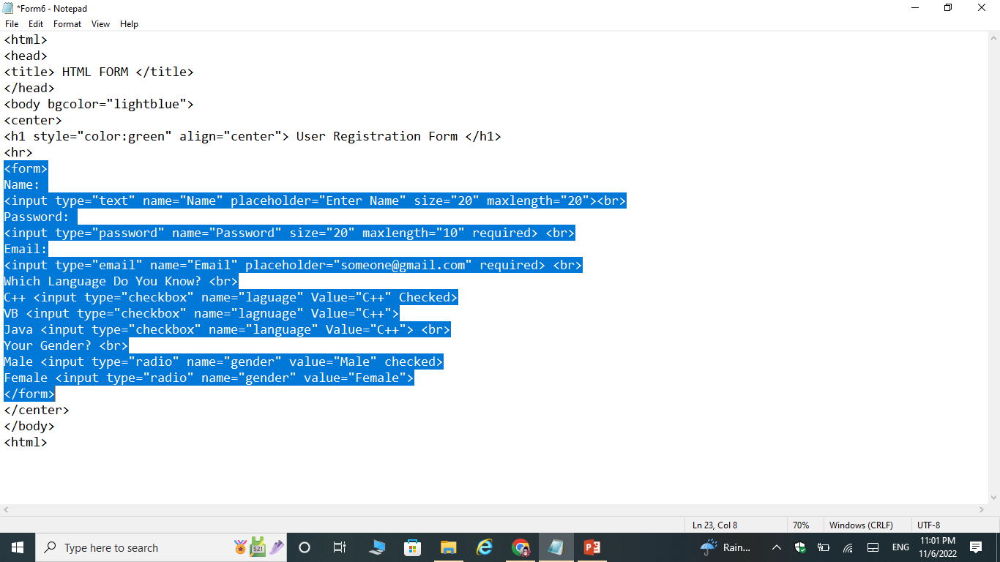 *Form6 - Notepad
File Edit Format View Help
<html>
<head>
<title> HTML FORM </title>
</head>
<body bgcolor="lightblue">
<center>
<h1 style="color:green" align="center"> User Registration Form </h1>
<hr>
<form>
Name:
<input type="text" name="Name" placeholder="Enter Name" size="20" maxlength="20"><br>
Password:
<input type="password" name="Password" size="20" maxlength="10" required> <br>
Email:
<input type="email" name="Email" placeholder="someone@gmail.com" required> <br>
Which Language Do You Know? <br>
C++ <input type="checkbox" name="laguage" Value="C++" Checked>
VB <input type="checkbox" name="lagnuage" Value="C++">
Java <input type="checkbox" name="language" Value="C++"> <br>
Your Gender? <br>
Male <input type="radio" name="gender" value="Male" checked>
Female <input type="radio" name="gender" value="Female">
</form>
</center>
</body>
<html>
Ln 23, Col 8 70% Windows (CRLF) UTF-8
Type here to search 521 Rain... ENG 11:01 PM
11/6/2022